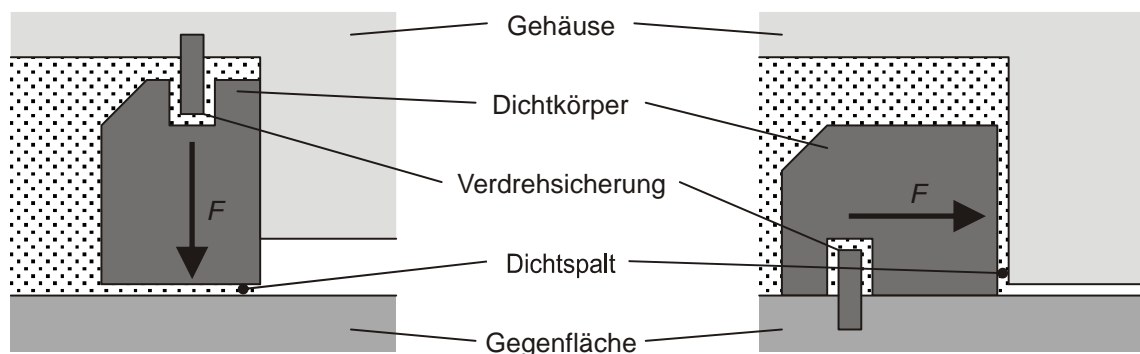 Gehäuse
Dichtkörper
Verdrehsicherung
F
F
Dichtspalt
Gegenfläche